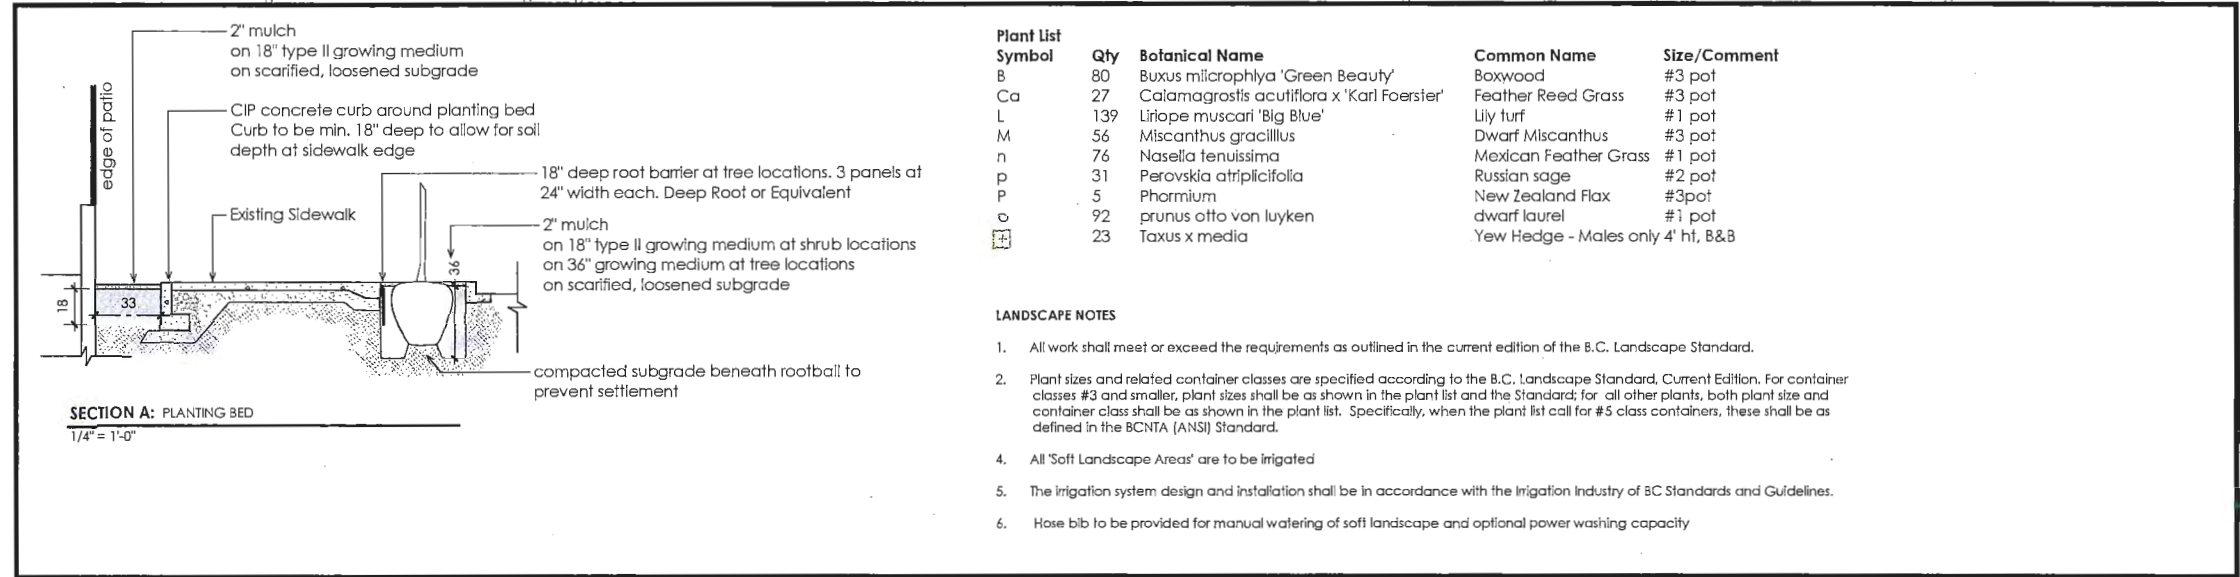 2" mulch
on 18" type II growing medium
on scarified, loosened subgrade
edge of patio
CIP concrete curb around planting bed
Curb to be min. 18" deep to allow for soil
depth at sidewalk edge
18" deep root barrier at tree locations. 3 panels at
24" width each. Deep Root or Equivalent
Existing Sidewalk
2" mulch
on 18" type II growing medium at shrub locations
on 36" growing medium at tree locations
on scarified, loosened subgrade
36
18
33
compacted subgrade beneath rootball to
prevent settlement
SECTION A: PLANTING BED
1/4" = 1'-0"
Plant List
Symbol Qty Botanical Name Common Name Size/Comment
B 80 Buxus miicrophlya 'Green Beauty' Boxwood #3 pot
Ca 27 Calamagrostis acutiflora x 'Karl Foerster' Feather Reed Grass #3 pot
L 139 Liriope muscari 'Big Blue' Lily turf #1 pot
M 56 Miscanthus gracilllus Dwarf Miscanthus #3 pot
n 76 Nasella tenuissima Mexican Feather Grass #1 pot
p 31 Perovskia atriplicifolia Russian sage #2 pot
P 5 Phormium New Zealand Flax #3pot
o 92 prunus otto von luyken dwarf laurel #1 pot
+ 23 Taxus x media Yew Hedge - Males only 4' ht, B&B
LANDSCAPE NOTES
1. All work shall meet or exceed the requirements as outlined in the current edition of the B.C. Landscape Standard.
2. Plant sizes and related container classes are specified according to the B.C. Landscape Standard, Current Edition. For container
classes #3 and smaller, plant sizes shall be as shown in the plant list and the Standard; for all other plants, both plant size and
container class shall be as shown in the plant list. Specifically, when the plant list call for #5 class containers, these shall be as
defined in the BCNTA (ANSI) Standard.
4. All 'Soft Landscape Areas' are to be irrigated
5. The irrigation system design and installation shall be in accordance with the Irrigation Industry of BC Standards and Guidelines.
6. Hose bib to be provided for manual watering of soft landscape and optional power washing capacity